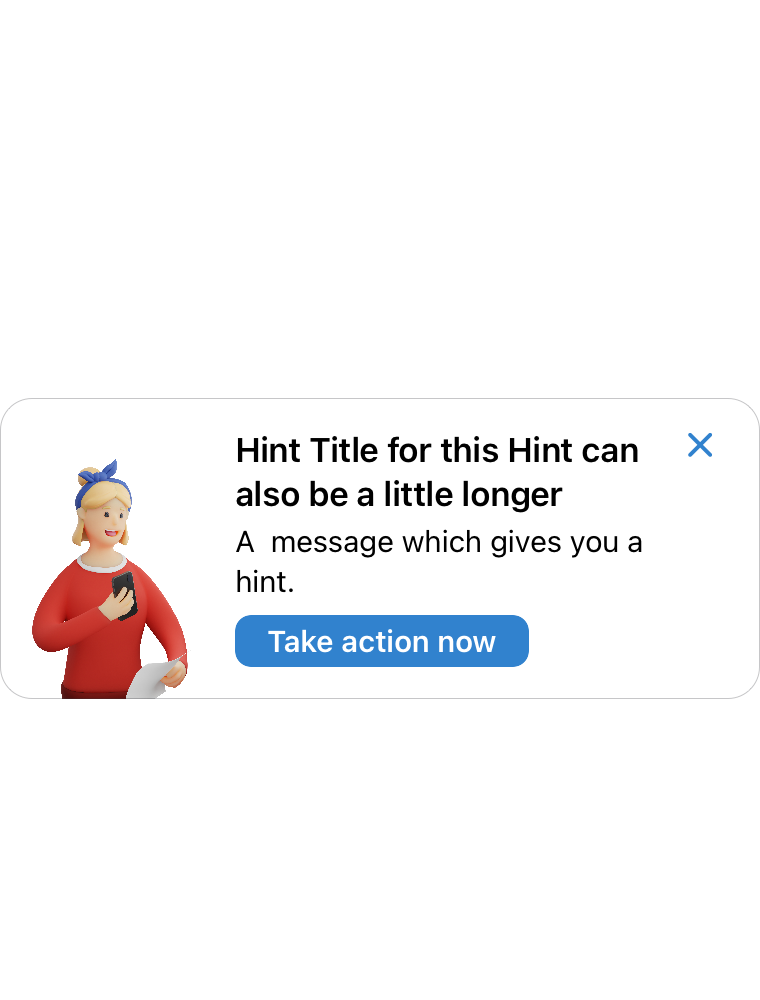 Hint Title for this Hint can
also be a little longer
A  message which gives you a
hint.
Take action now